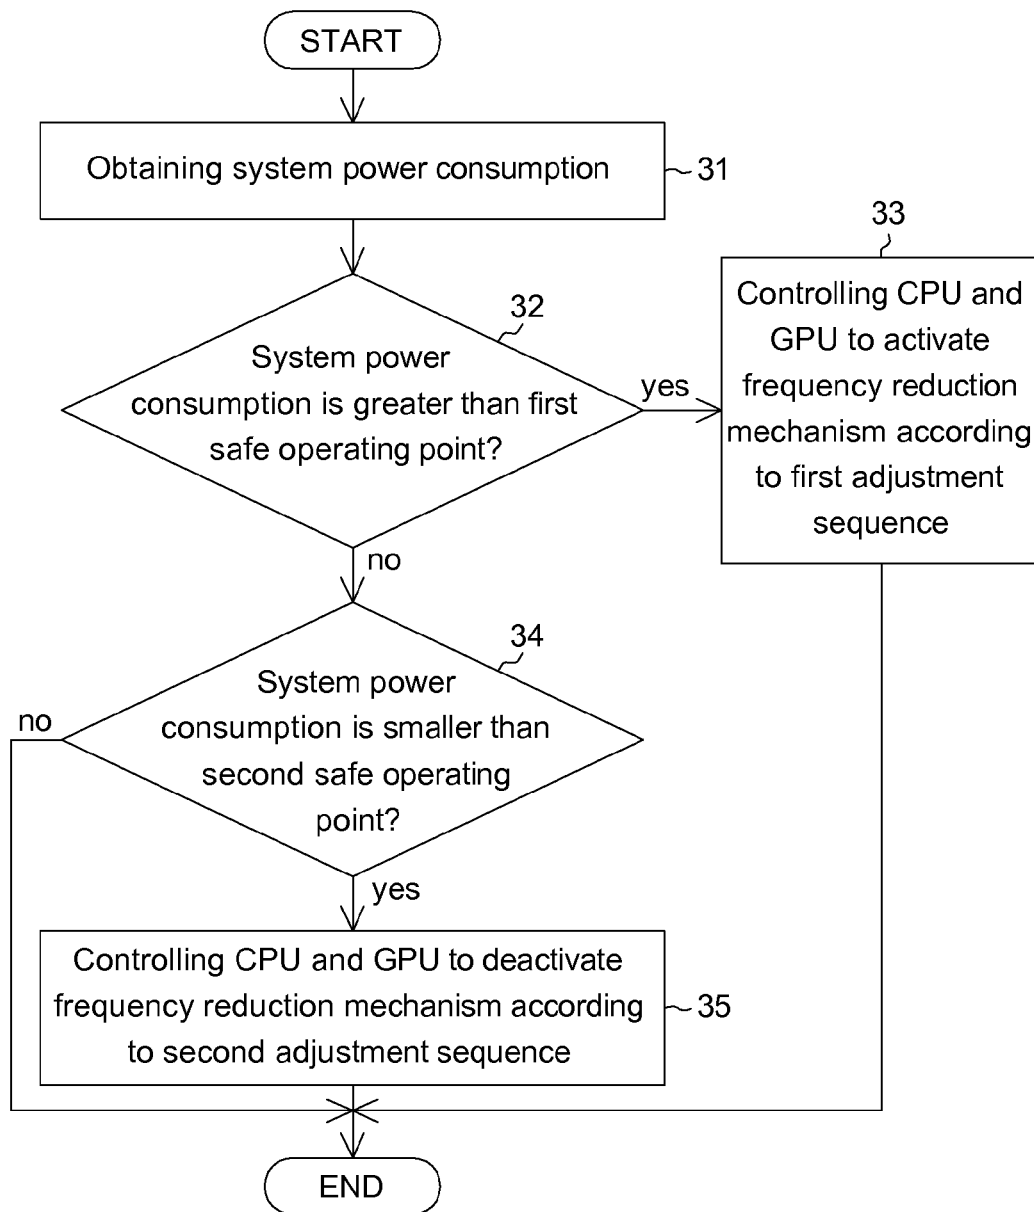 START
Obtaining system power consumption
31
32
System power
consumption is greater than first
safe operating point?
yes
33
Controlling CPU and
GPU to activate
frequency reduction
mechanism according
to first adjustment
sequence
no
34
System power
consumption is smaller than
second safe operating
point?
no
yes
Controlling CPU and GPU to deactivate
frequency reduction mechanism according
to second adjustment sequence
35
END